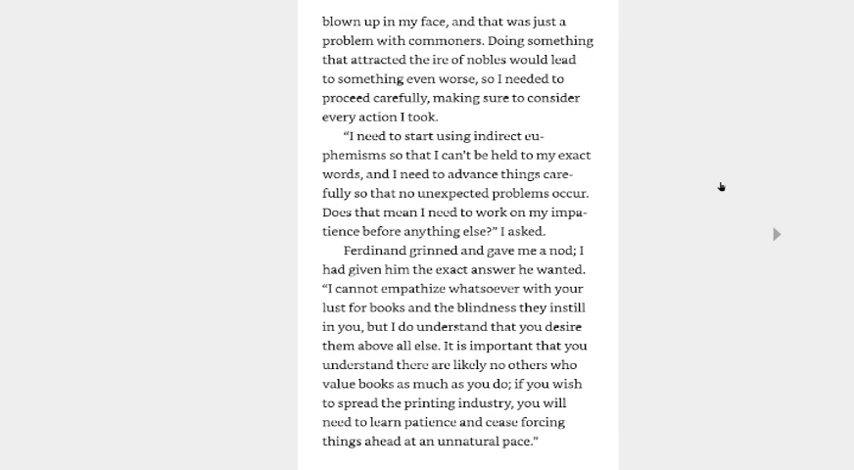 blown up in my face, and that was just a
problem with commoners. Doing something
that attracted the ire of nobles would lead
to something even worse, so I needed to
proceed carefully, making sure to consider
every action I took.
“I need to start using indirect eu-
phemisms so that I can’t be held to my exact
words, and I need to advance things care-
fully so that no unexpected problems occur.
Does that mean I need to work on my impa-
tience before anything else?” I asked.
Ferdinand grinned and gave me a nod; I
had given him the exact answer he wanted.
“I cannot empathize whatsoever with your
lust for books and the blindness they instill
in you, but I do understand that you desire
them above all else. It is important that you
understand there are likely no others who
value books as much as you do; if you wish
to spread the printing industry, you will
need to learn patience and cease forcing
things ahead at an unnatural pace.”